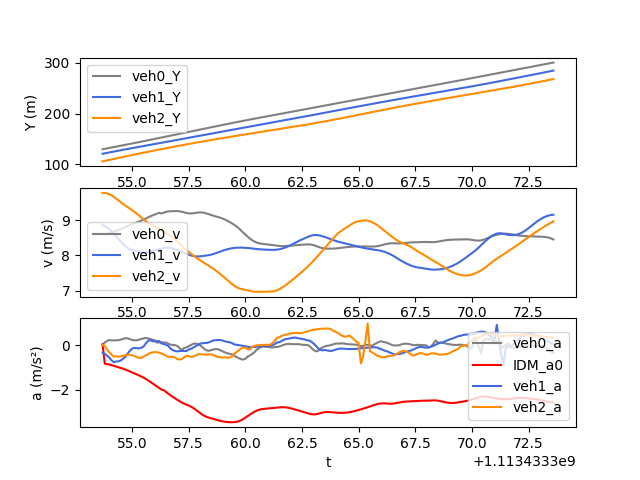 300
200
100
Y (m)
veh0_Y
veh1_Y
veh2_Y
55.0 57.5 60.0 62.5 65.0 67.5 70.0 72.5
9
8
7
v (m/s)
veh0_v
veh1_v
veh2_v
55.0 57.5 60.0 62.5 65.0 67.5 70.0 72.5
0
−2
a (m/s²)
veh0_a
IDM_a0
veh1_a
veh2_a
55.0 57.5 60.0 62.5 65.0 67.5 70.0 72.5
t
+1.1134333e9